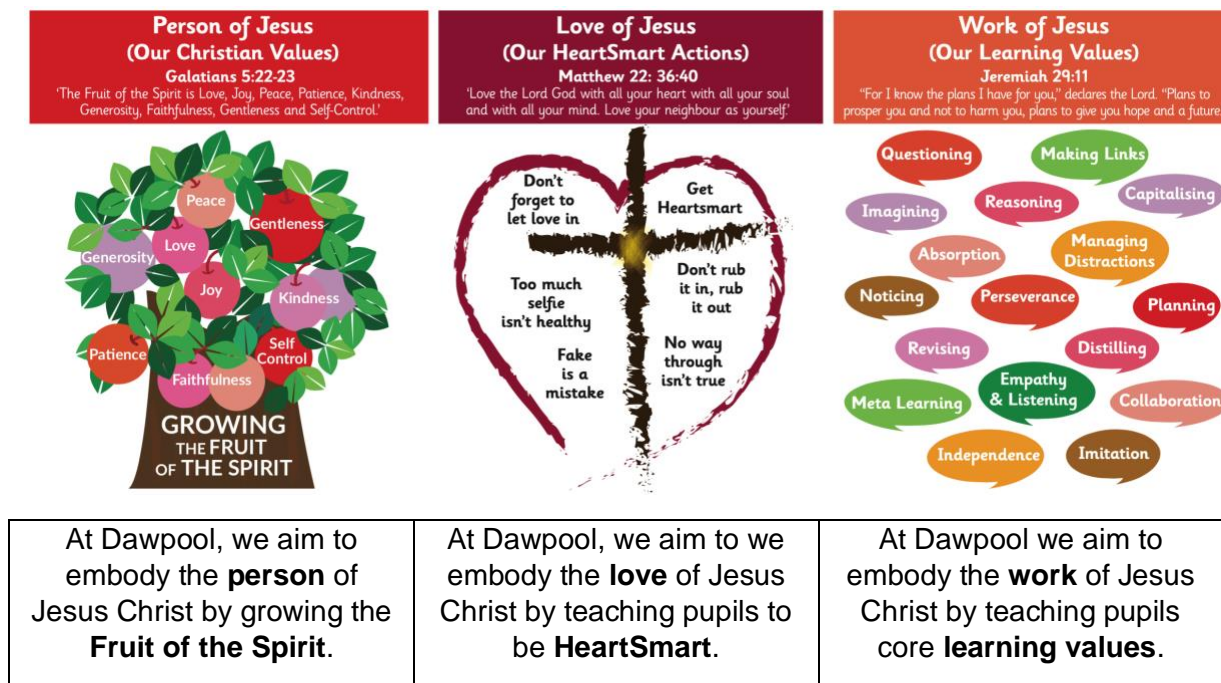 Person of Jesus
(Our Christian Values)
Galatians 5:22-23
'The Fruit of the Spirit is Love, Joy, Peace, Patience, Kindness,
Generosity, Faithfulness, Gentleness and Self-Control.'
Peace
Gentleness
Love
Generosity
Joy
Kindness
Patience
Self
Control
Faithfulness
GROWING
THE FRUIT
OF THE SPIRIT
Love of Jesus
(Our HeartSmart Actions)
Matthew 22: 36:40
'Love the Lord God with all your heart with all your soul
and with all your mind. Love your neighbour as yourself.'
Don't
forget to
let love in
Get
Heartsmart
Too much
selfie
isn't healthy
Don't rub
it in, rub
it out
Fake
is a
mistake
No way
through
isn't true
Work of Jesus
(Our Learning Values)
Jeremiah 29:11
"For I know the plans I have for you," declares the Lord. "Plans to
prosper you and not to harm you, plans to give you hope and a future.
Questioning
Making Links
Imagining
Reasoning
Capitalising
Absorption
Managing
Distractions
Noticing
Perseverance
Planning
Revising
Distilling
Meta Learning
Empathy
& Listening
Collaboration
Independence
Imitation
At Dawpool, we aim to
embody the person of
Jesus Christ by growing the
Fruit of the Spirit.
At Dawpool, we aim to we
embody the love of Jesus
Christ by teaching pupils to
be HeartSmart.
At Dawpool we aim to
embody the work of Jesus
Christ by teaching pupils
core learning values.